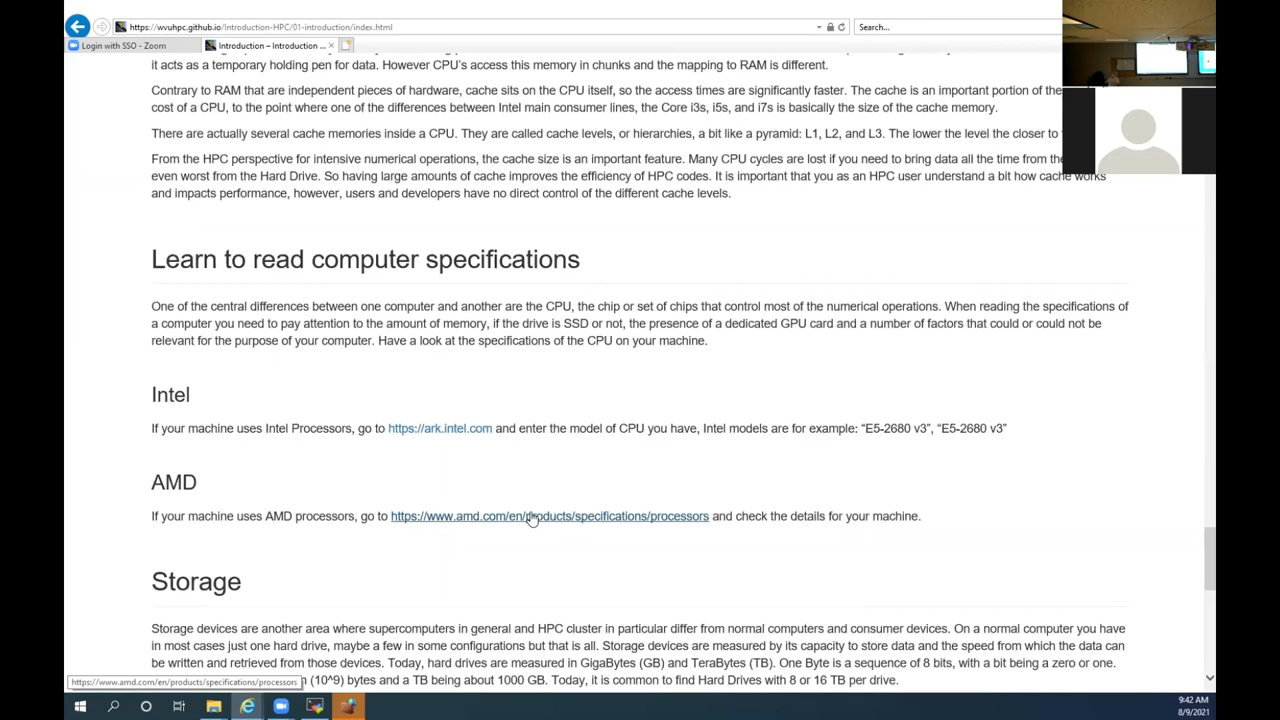 https://wvuhpc.github.io/Introduction-HPC/01-introduction/index.html
Search...
Login with SSO - Zoom
Introduction – Introduction ...
it acts as a temporary holding pen for data. However CPU's access this memory in chunks and the mapping to RAM is different.
Contrary to RAM that are independent pieces of hardware, cache sits on the CPU itself, so the access times are significantly faster. The cache is an important portion of the
cost of a CPU, to the point where one of the differences between Intel main consumer lines, the Core i3s, i5s, and i7s is basically the size of the cache memory.
There are actually several cache memories inside a CPU. They are called cache levels, or hierarchies, a bit like a pyramid: L1, L2, and L3. The lower the level the closer to
From the HPC perspective for intensive numerical operations, the cache size is an important feature. Many CPU cycles are lost if you need to bring data all the time from the
even worst from the Hard Drive. So having large amounts of cache improves the efficiency of HPC codes. It is important that you as an HPC user understand a bit how cache works
and impacts performance, however, users and developers have no direct control of the different cache levels.
Learn to read computer specifications
One of the central differences between one computer and another are the CPU, the chip or set of chips that control most of the numerical operations. When reading the specifications of
a computer you need to pay attention to the amount of memory, if the drive is SSD or not, the presence of a dedicated GPU card and a number of factors that could or could not be
relevant for the purpose of your computer. Have a look at the specifications of the CPU on your machine.
Intel
If your machine uses Intel Processors, go to https://ark.intel.com and enter the model of CPU you have, Intel models are for example: “E5-2680 v3”, “E5-2680 v3”
AMD
If your machine uses AMD processors, go to https://www.amd.com/en/products/specifications/processors and check the details for your machine.
Storage
Storage devices are another area where supercomputers in general and HPC cluster in particular differ from normal computers and consumer devices. On a normal computer you have
in most cases just one hard drive, maybe a few in some configurations but that is all. Storage devices are measured by its capacity to store data and the speed from which the data can
be written and retrieved from those devices. Today, hard drives are measured in GigaBytes (GB) and TeraBytes (TB). One Byte is a sequence of 8 bits, with a bit being a zero or one.
https://www.amd.com/en/products/specifications/processors
(10^9) bytes and a TB being about 1000 GB. Today, it is common to find Hard Drives with 8 or 16 TB per drive.
9:42 AM
8/9/2021